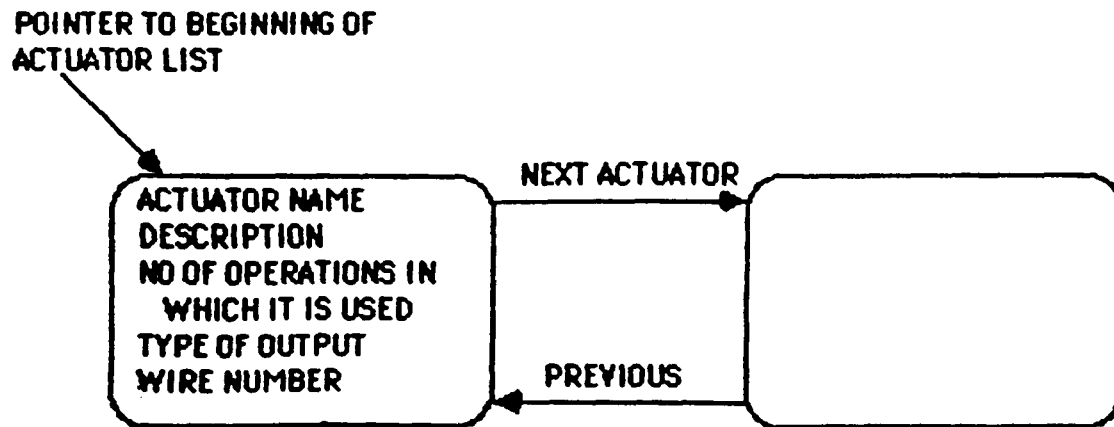 POINTER TO BEGINNING OF
ACTUATOR LIST
NEXT ACTUATOR
ACTUATOR NAME
DESCRIPTION
NO OF OPERATIONS IN
WHICH IT IS USED
TYPE OF OUTPUT
WIRE NUMBER
PREVIOUS